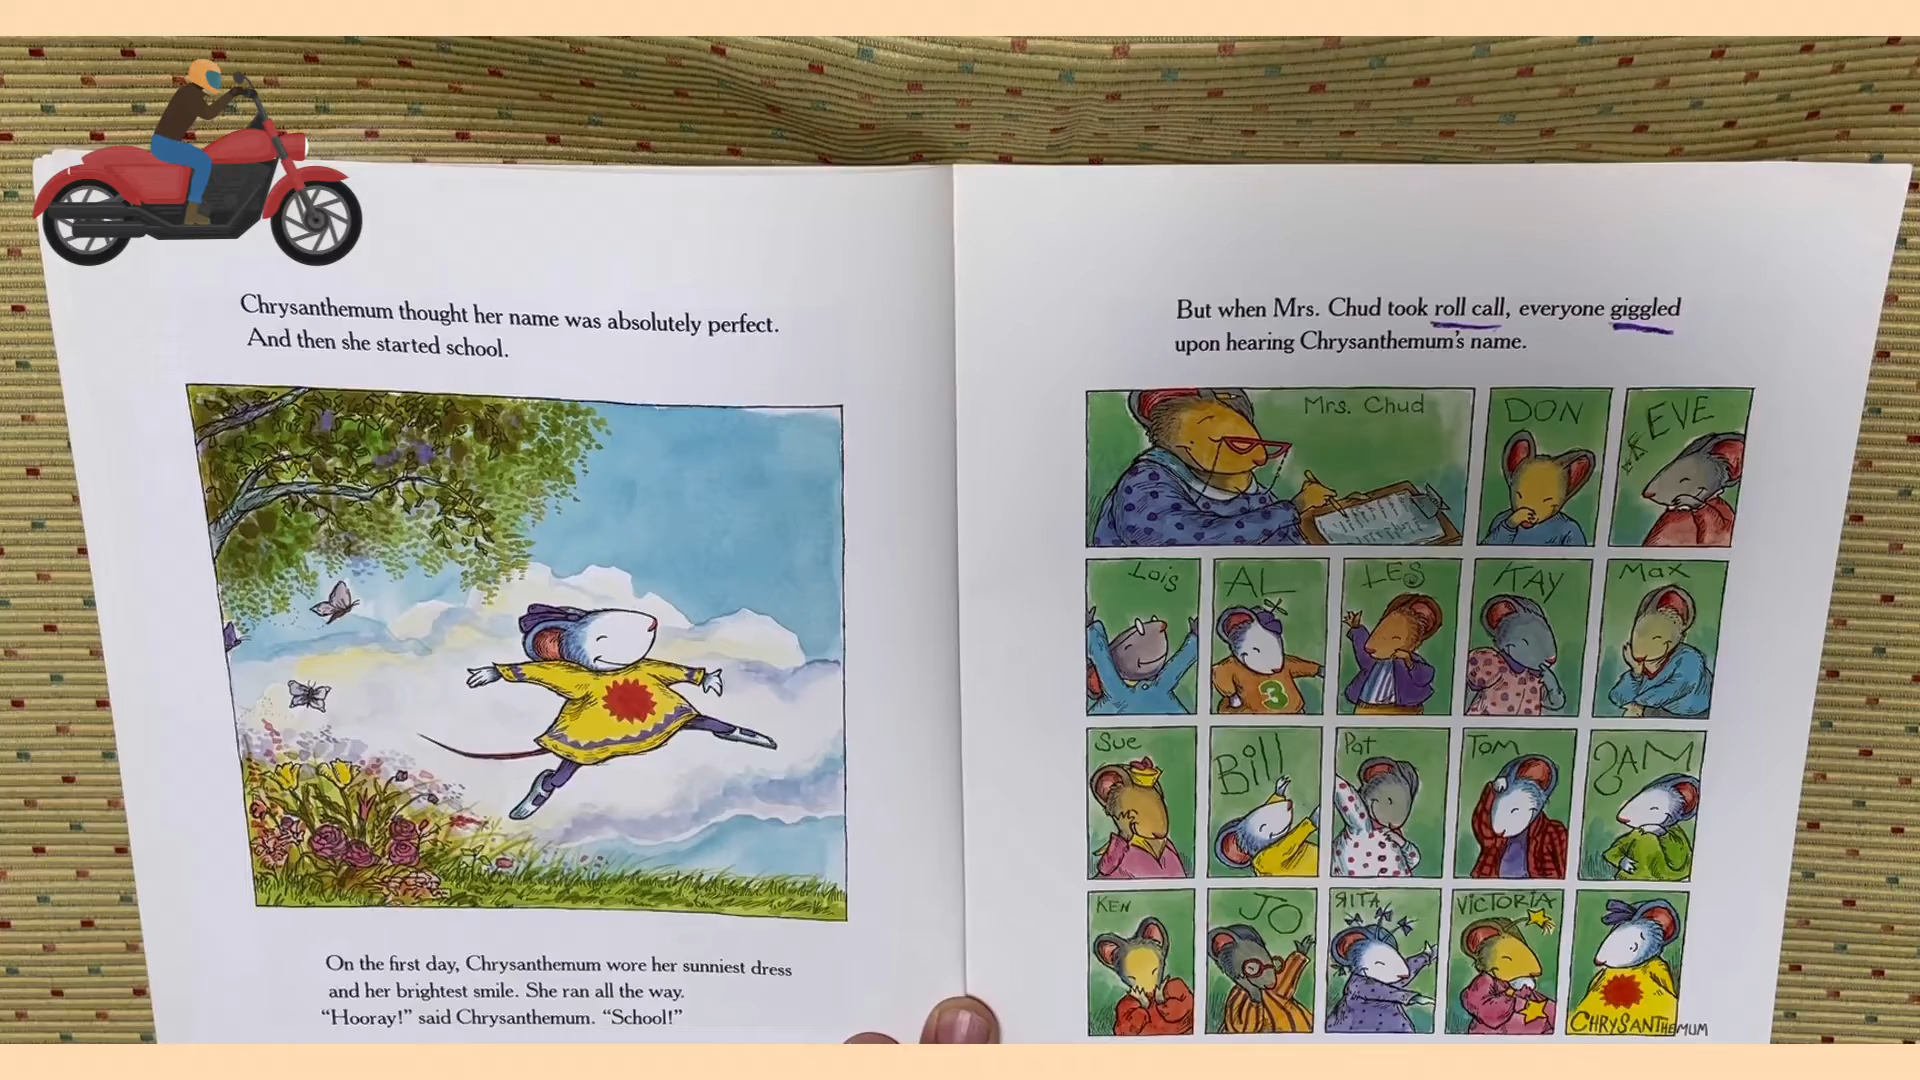 Chrysanthemum thought her name was absolutely perfect.
And then she started school.
On the first day, Chrysanthemum wore her sunniest dress
and her brightest smile. She ran all the way.
“Hooray!” said Chrysanthemum. “School!”
But when Mrs. Chud took roll call, everyone giggled
upon hearing Chrysanthemum's name.
Mrs. Chud
DON
EVE
Lois
AL
LES
KAY
Max
3
Sue
Bill
Pat
Tom
SAM
KEN
JO
RITA
VICTORIA
CHRYSANTHEMUM